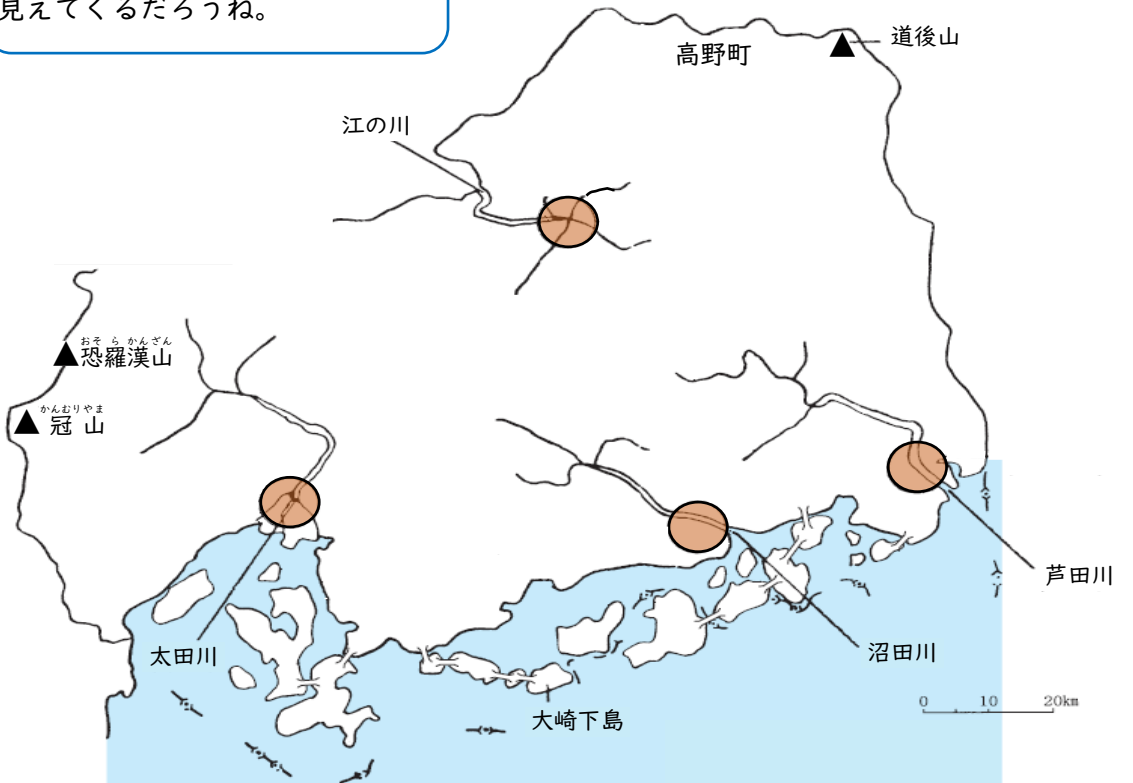 見えてくるだろうね。
高野町
道後山
江の川
おそらかんざん
恐羅漢山
かんむりやま
冠山
芦田川
太田川
沼田川
大崎下島
0 10 20km